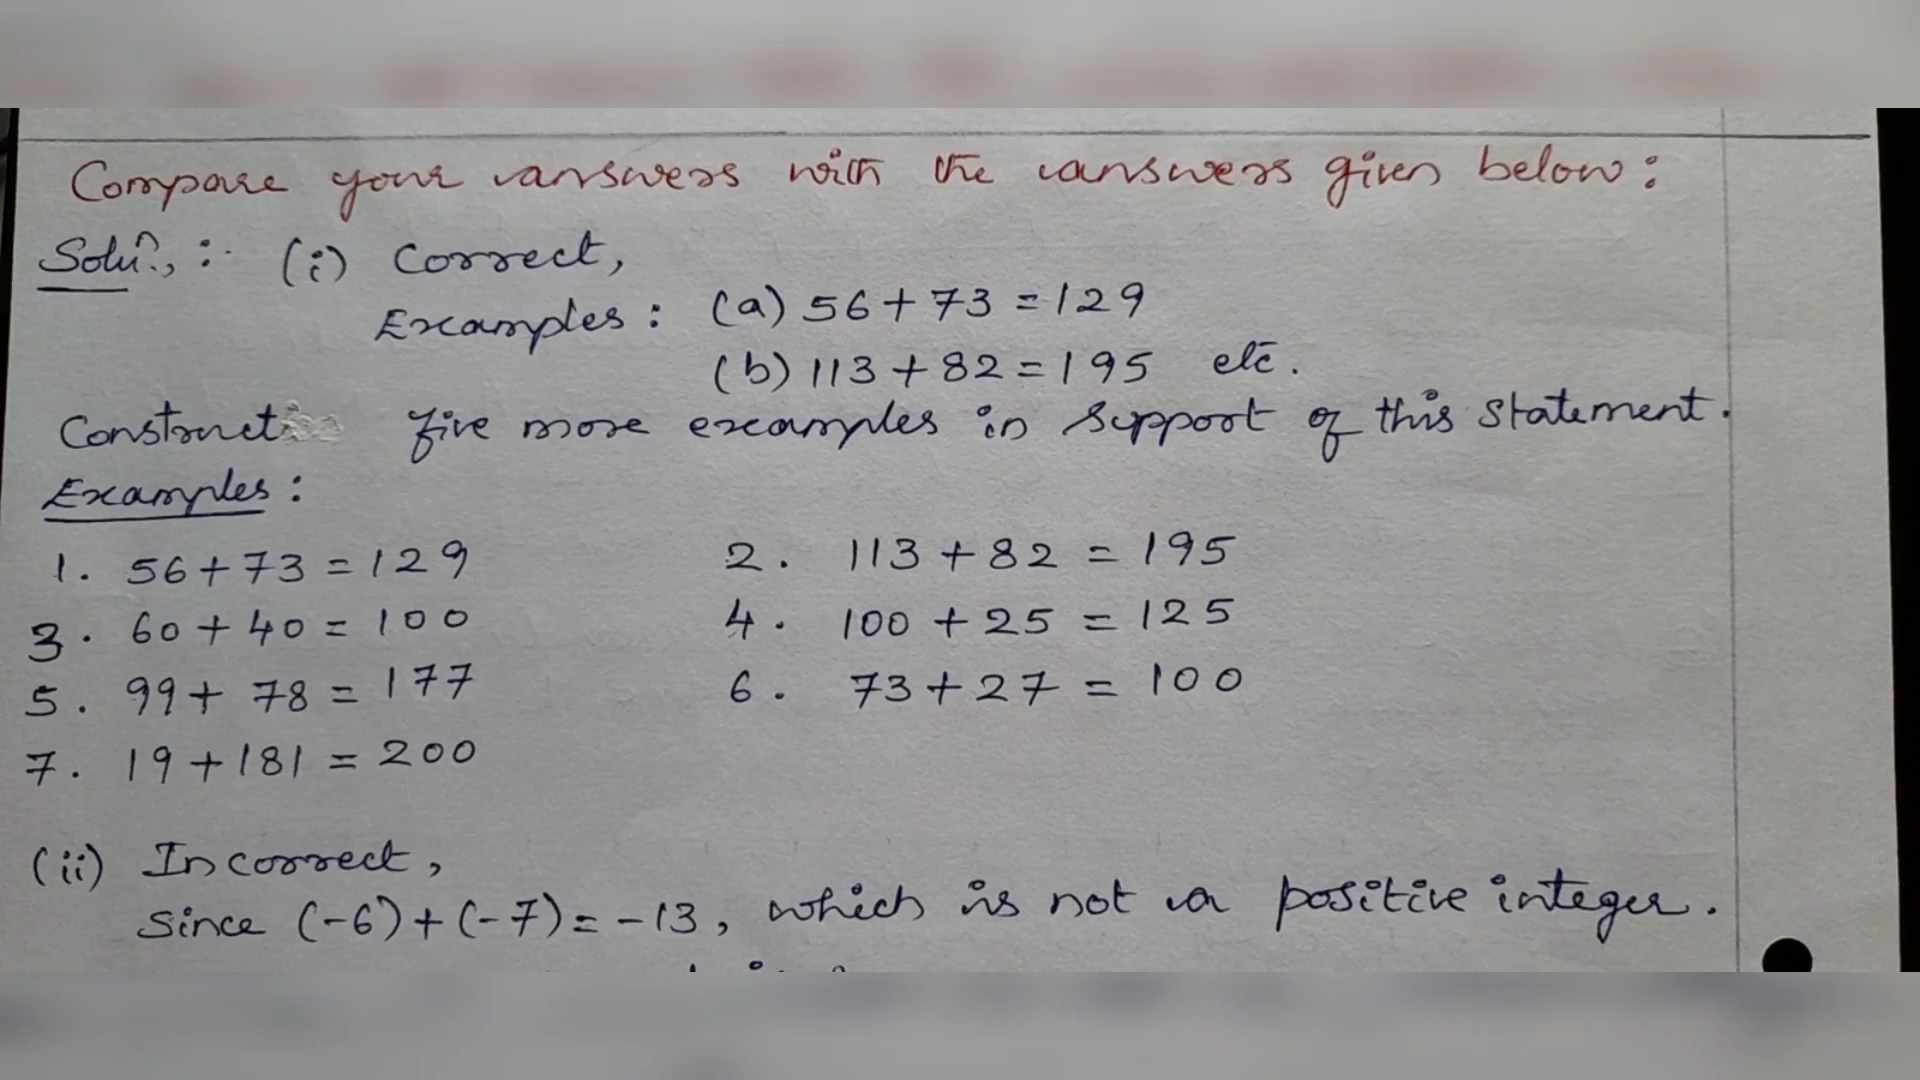 Compare your answers with the answers given below:
Solun., :- (i) Correct,
Examples: (a) 56+73=129
(b) 113+82=195 etc.
Construct five more examples in support of this statement.
Examples:
1. 56+73=129 2. 113+82=195
3. 60+40=100 4. 100+25=125
5. 99+78=177 6. 73+27=100
7. 19+181=200
(ii) Incorrect,
since (-6)+(-7)=-13, which is not a positive integer.